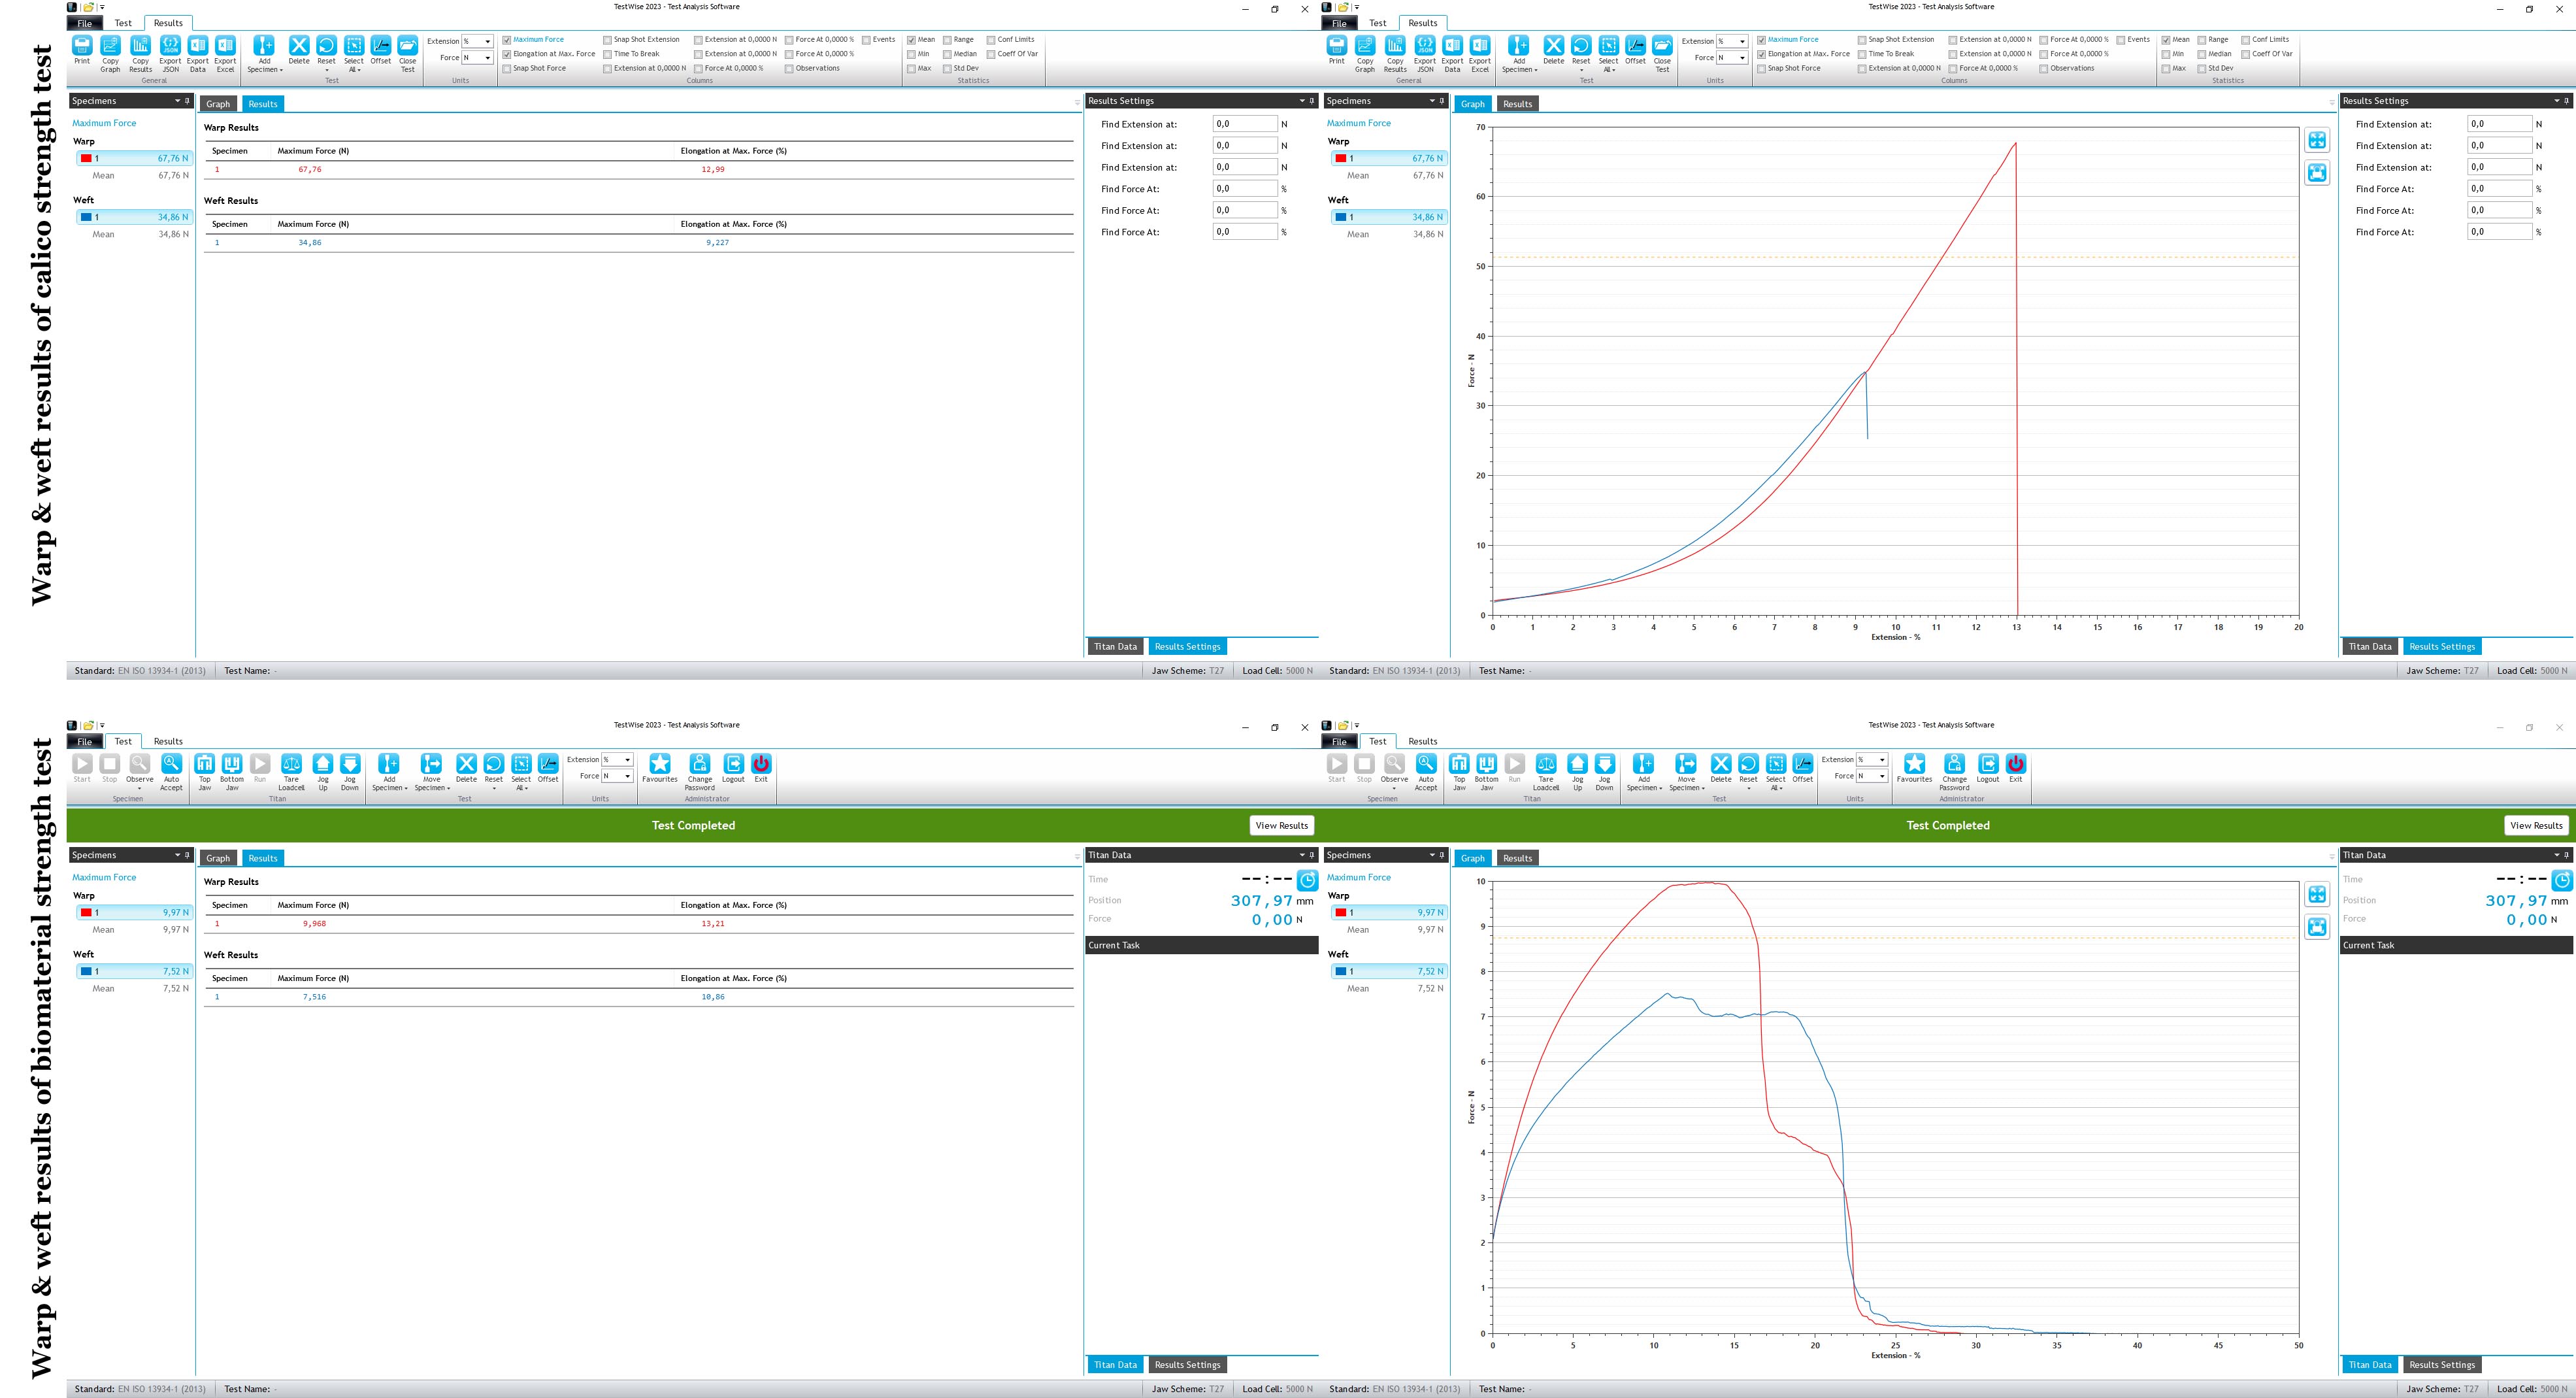 Warp & weft results of calico strength test
TestWise 2023 - Test Analysis Software
File Test Results
Print Copy Graph Copy Results Export JSON Export Data Export Excel
General
Add Specimen Delete Reset Select All Offset Close Test
Test
Extension %
Force N
Units
Maximum Force Snap Shot Extension Extension at 0,0000 N Force At 0,0000 % Events
Elongation at Max. Force Time To Break Extension at 0,0000 N Force At 0,0000 %
Snap Shot Force Extension at 0,0000 N Force At 0,0000 % Observations
Columns
Mean Range Conf Limits
Min Median Coeff Of Var
Max Std Dev
Statistics
Specimens
Maximum Force
Warp
1 67,76 N
Mean 67,76 N
Weft
1 34,86 N
Mean 34,86 N
Graph Results
Warp Results
Specimen Maximum Force (N) Elongation at Max. Force (%)
1 67,76 12,99
Weft Results
Specimen Maximum Force (N) Elongation at Max. Force (%)
1 34,86 9,227
Results Settings
Find Extension at: 0,0 N
Find Extension at: 0,0 N
Find Extension at: 0,0 N
Find Force At: 0,0 %
Find Force At: 0,0 %
Find Force At: 0,0 %
Titan Data Results Settings
Standard: EN ISO 13934-1 (2013) Test Name: - Jaw Scheme: T27 Load Cell: 5000 N
TestWise 2023 - Test Analysis Software
File Test Results
Print Copy Graph Copy Results Export JSON Export Data Export Excel
General
Add Specimen Delete Reset Select All Offset Close Test
Test
Extension %
Force N
Units
Maximum Force Snap Shot Extension Extension at 0,0000 N Force At 0,0000 % Events
Elongation at Max. Force Time To Break Extension at 0,0000 N Force At 0,0000 %
Snap Shot Force Extension at 0,0000 N Force At 0,0000 % Observations
Columns
Mean Range Conf Limits
Min Median Coeff Of Var
Max Std Dev
Statistics
Specimens
Maximum Force
Warp
1 67,76 N
Mean 67,76 N
Weft
1 34,86 N
Mean 34,86 N
Graph Results
70
60
50
40
30
20
10
0
Force - N
0 1 2 3 4 5 6 7 8 9 10 11 12 13 14 15 16 17 18 19 20
Extension - %
Results Settings
Find Extension at: 0,0 N
Find Extension at: 0,0 N
Find Extension at: 0,0 N
Find Force At: 0,0 %
Find Force At: 0,0 %
Find Force At: 0,0 %
Titan Data Results Settings
Standard: EN ISO 13934-1 (2013) Test Name: - Jaw Scheme: T27 Load Cell: 5000 N
Warp & weft results of biomaterial strength test
TestWise 2023 - Test Analysis Software
File Test Results
Start Stop Observe Auto Accept
Specimen
Top Jaw Bottom Jaw Run Tare Loadcell Jog Up Jog Down
Titan
Add Specimen Move Specimen Delete Reset Select All Offset
Test
Extension %
Force N
Units
Favourites Change Password Logout Exit
Administrator
Test Completed View Results
Specimens
Maximum Force
Warp
1 9,97 N
Mean 9,97 N
Weft
1 7,52 N
Mean 7,52 N
Graph Results
Warp Results
Specimen Maximum Force (N) Elongation at Max. Force (%)
1 9,968 13,21
Weft Results
Specimen Maximum Force (N) Elongation at Max. Force (%)
1 7,516 10,86
Titan Data
Time --:--
Position 307,97 mm
Force 0,00 N
Current Task
Titan Data Results Settings
Standard: EN ISO 13934-1 (2013) Test Name: - Jaw Scheme: T27 Load Cell: 5000 N
TestWise 2023 - Test Analysis Software
File Test Results
Start Stop Observe Auto Accept
Specimen
Top Jaw Bottom Jaw Run Tare Loadcell Jog Up Jog Down
Titan
Add Specimen Move Specimen Delete Reset Select All Offset
Test
Extension %
Force N
Units
Favourites Change Password Logout Exit
Administrator
Test Completed View Results
Specimens
Maximum Force
Warp
1 9,97 N
Mean 9,97 N
Weft
1 7,52 N
Mean 7,52 N
Graph Results
10
9
8
7
6
5
4
3
2
1
0
Force - N
0 5 10 15 20 25 30 35 40 45 50
Extension - %
Titan Data
Time --:--
Position 307,97 mm
Force 0,00 N
Current Task
Titan Data Results Settings
Standard: EN ISO 13934-1 (2013) Test Name: - Jaw Scheme: T27 Load Cell: 5000 N